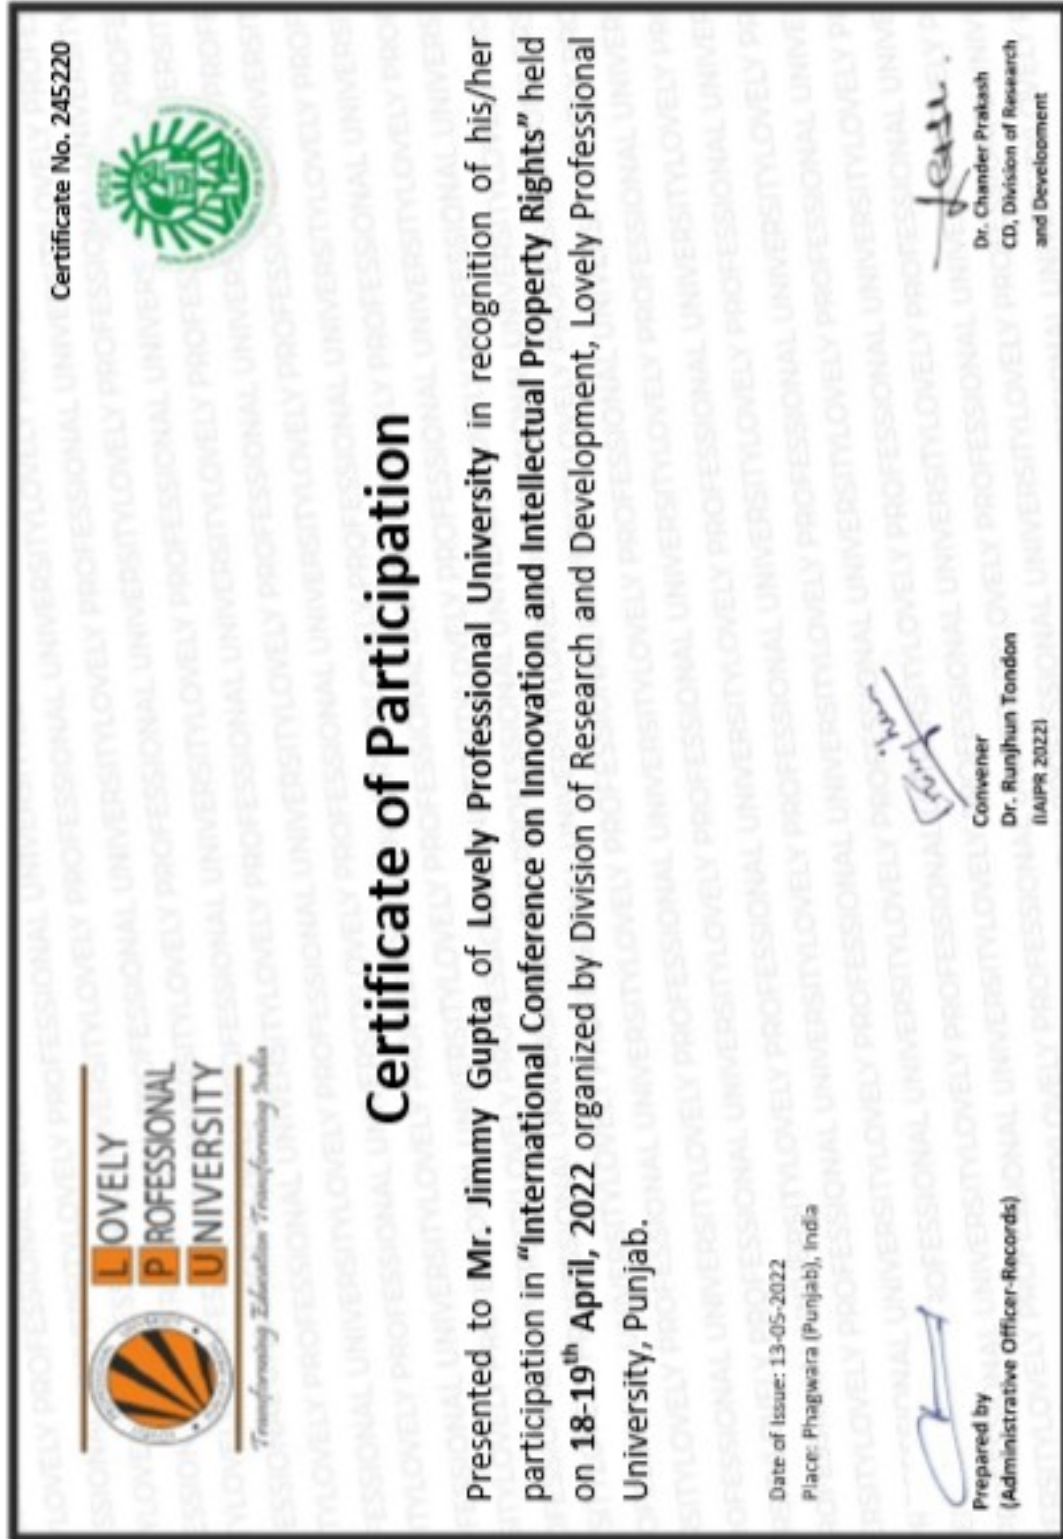 Certificate No. 245220
LOVELY
PROFESSIONAL
UNIVERSITY
Transforming Education Transforming India
Certificate of Participation
Presented to Mr. Jimmy Gupta of Lovely Professional University in recognition of his/her
participation in "International Conference on Innovation and Intellectual Property Rights" held
on 18-19th April, 2022 organized by Division of Research and Development, Lovely Professional
University, Punjab.
Date of Issue: 13-05-2022
Place: Phagwara (Punjab), India
Prepared by
(Administrative Officer-Records)
Convener
Dr. Runjhun Tondon
(IAIPR 2022)
Dr. Chander Prakash
CD, Division of Research
and Development